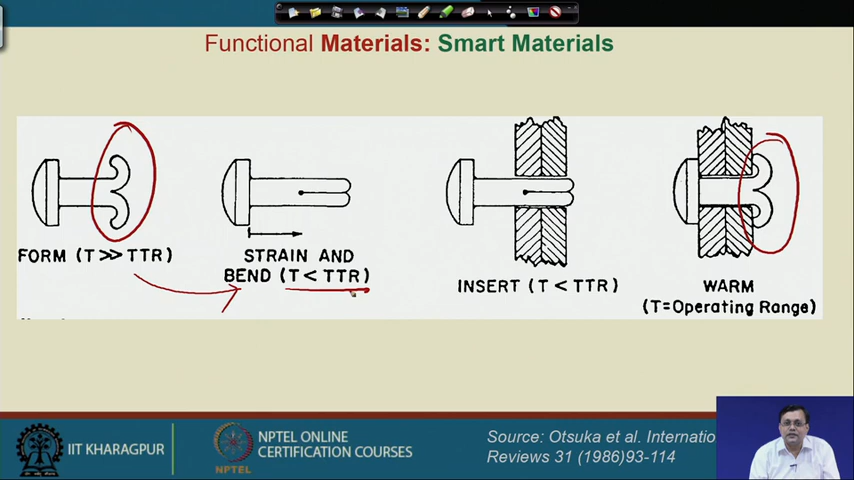 Functional Materials: Smart Materials
FORM (T >> TTR)
STRAIN AND
BEND (T < TTR)
INSERT (T < TTR)
WARM
(T=Operating Range)
IIT KHARAGPUR
NPTEL
NPTEL ONLINE
CERTIFICATION COURSES
Source: Otsuka et al. Internatio
Reviews 31 (1986)93-114